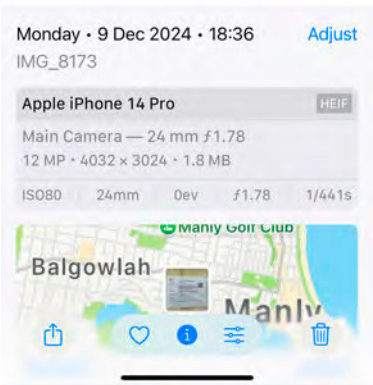 Monday • 9 Dec 2024 • 18:36 Adjust
IMG_8173
Apple iPhone 14 Pro HEIF
Main Camera — 24 mm ƒ1.78
12 MP • 4032 × 3024 • 1.8 MB
ISO80 24mm 0ev ƒ1.78 1/441s
Manly Golf Club
Balgowlah
Manly